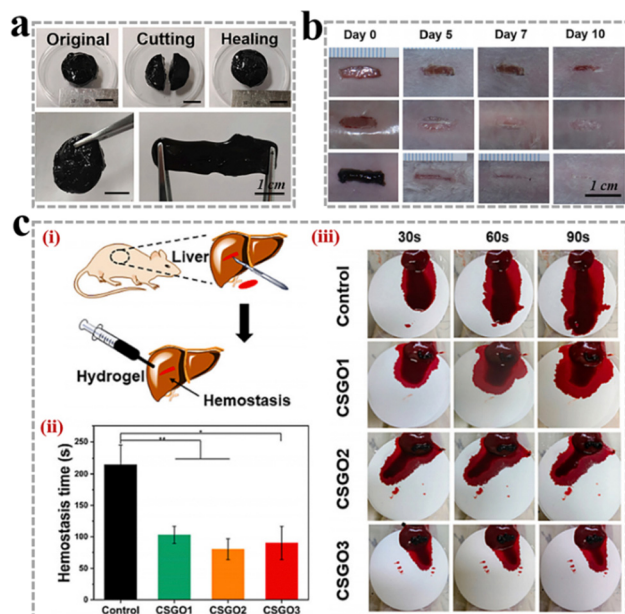 a
Original Cutting Healing
1 cm
b
Day 0 Day 5 Day 7 Day 10
1 cm
c
(i)
Liver
Hydrogel
Hemostasis
(ii)
Hemostasis time (s)
250
200
150
100
50
0
**
*
Control CSGO1 CSGO2 CSGO3
(iii)
30s 60s 90s
Control
CSGO1
CSGO2
CSGO3